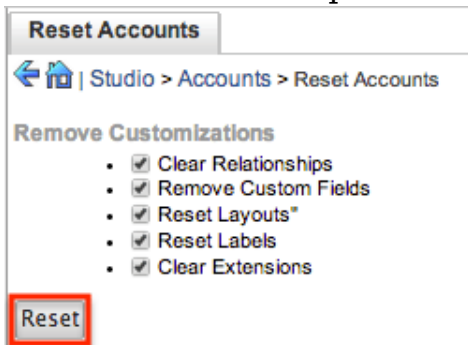 Reset Accounts
| Studio > Accounts > Reset Accounts
Remove Customizations
• Clear Relationships
• Remove Custom Fields
• Reset Layouts*
• Reset Labels
• Clear Extensions
Reset